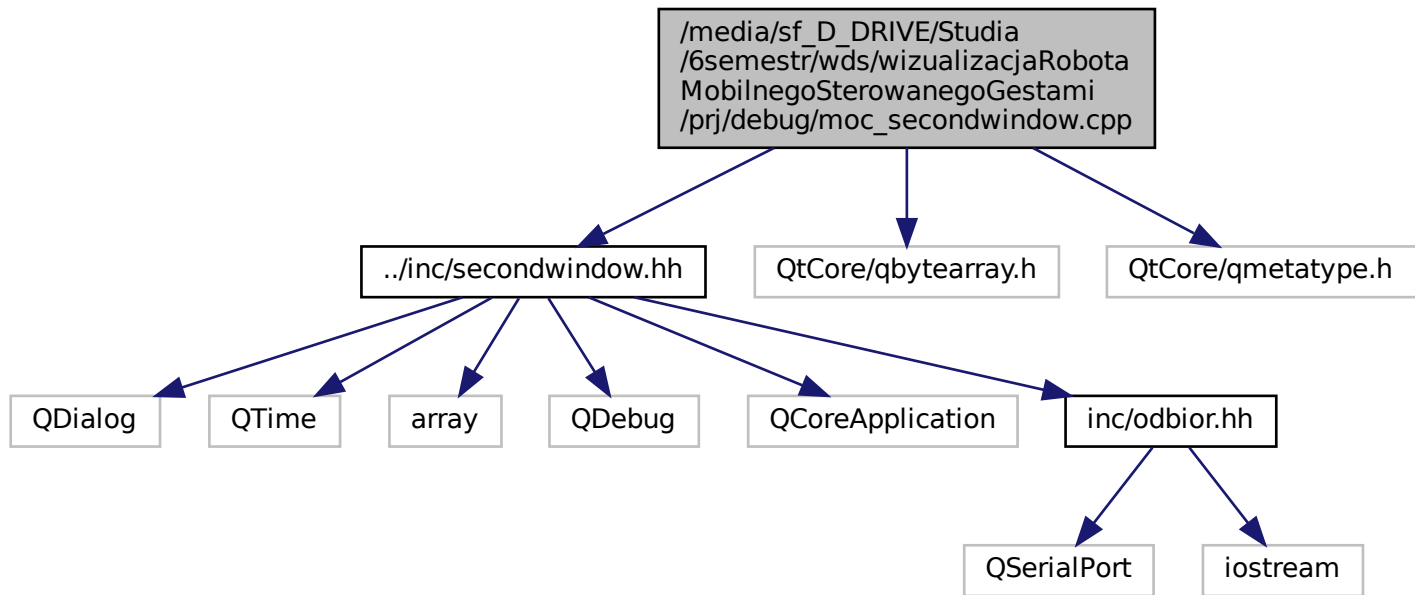 /media/sf_D_DRIVE/Studia
/6semestr/wds/wizualizacjaRobota
MobilnegoSterowanegoGestami
/prj/debug/moc_secondwindow.cpp
../inc/secondwindow.hh
QtCore/qbytearray.h
QtCore/qmetatype.h
QDialog
QTime
array
QDebug
QCoreApplication
inc/odbior.hh
QSerialPort
iostream